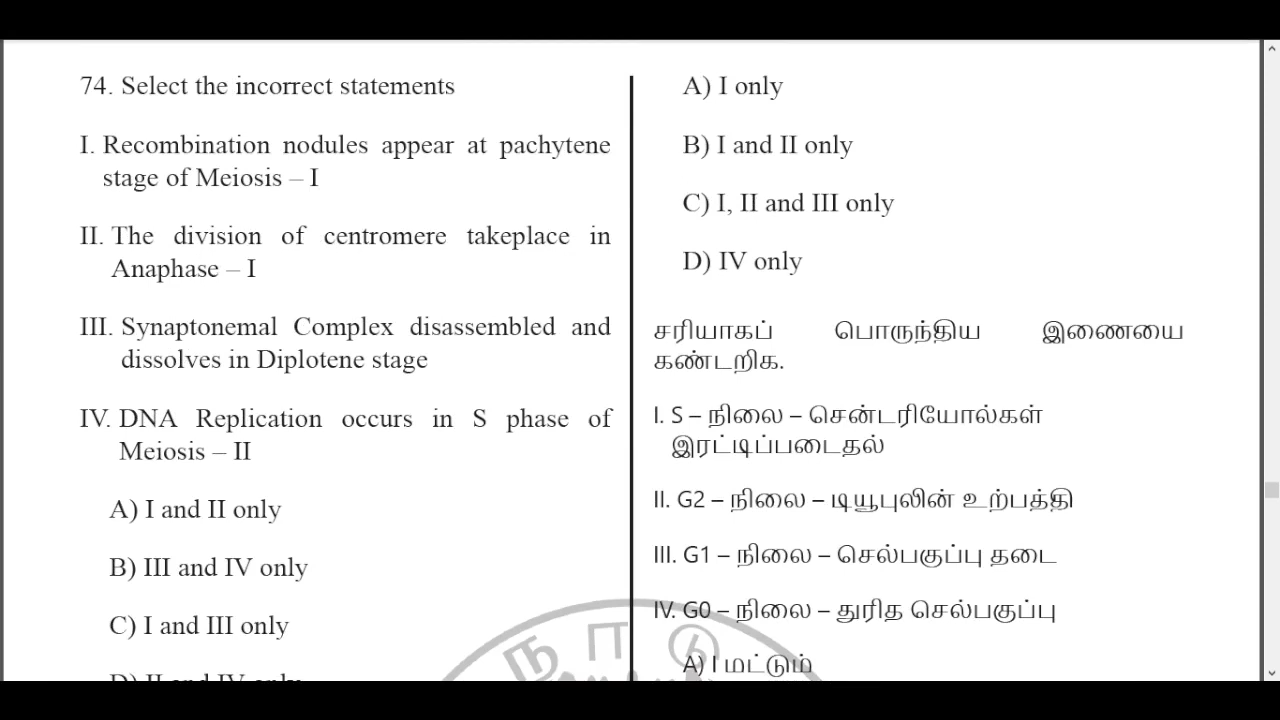 74. Select the incorrect statements
I. Recombination nodules appear at pachytene
stage of Meiosis – I
II. The division of centromere takeplace in
Anaphase – I
III. Synaptonemal Complex disassembled and
dissolves in Diplotene stage
IV. DNA Replication occurs in S phase of
Meiosis – II
A) I and II only
B) III and IV only
C) I and III only
D) II and IV only
A) I only
B) I and II only
C) I, II and III only
D) IV only
சரியாகப் பொருந்திய இணையை
கண்டறிக.
I. S – நிலை – சென்டரியோல்கள்
இரட்டிப்படைதல்
II. G2 – நிலை – டியூபுலின் உற்பத்தி
III. G1 – நிலை – செல்பகுப்பு தடை
IV. G0 – நிலை – துரித செல்பகுப்பு
A) I மட்டும்